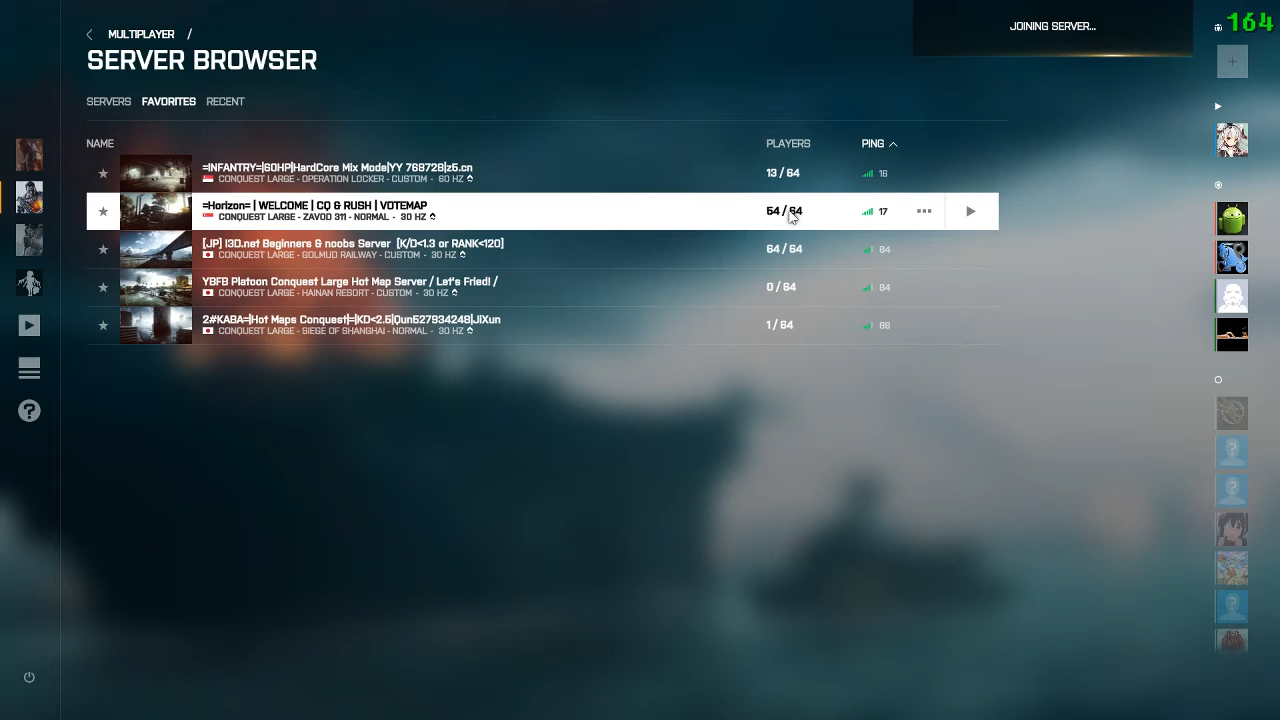 MULTIPLAYER /
JOINING SERVER...
164
SERVER BROWSER
SERVERS FAVORITES RECENT
NAME PLAYERS PING
=INFANTRY=|60HP|HardCore Mix Mode|YY 768728|z5.cn 13 / 64 18
CONQUEST LARGE - OPERATION LOCKER - CUSTOM - 60 HZ
=Horizon= | WELCOME | CQ & RUSH | VOTEMAP 54 / 64 17
CONQUEST LARGE - ZAVOD 311 - NORMAL - 30 HZ
[JP] I3D.net Beginners & noobs Server [K/D<1.3 or RANK<120] 64 / 64 84
CONQUEST LARGE - GOLMUD RAILWAY - CUSTOM - 30 HZ
YBFB Platoon Conquest Large Hot Map Server / Let's Fried! / 0 / 64 84
CONQUEST LARGE - HAINAN RESORT - CUSTOM - 30 HZ
2#KABA=|Hot Maps Conquest|=|KD<2.5|Qun527934248|JiXun 1 / 64 86
CONQUEST LARGE - SIEGE OF SHANGHAI - NORMAL - 30 HZ